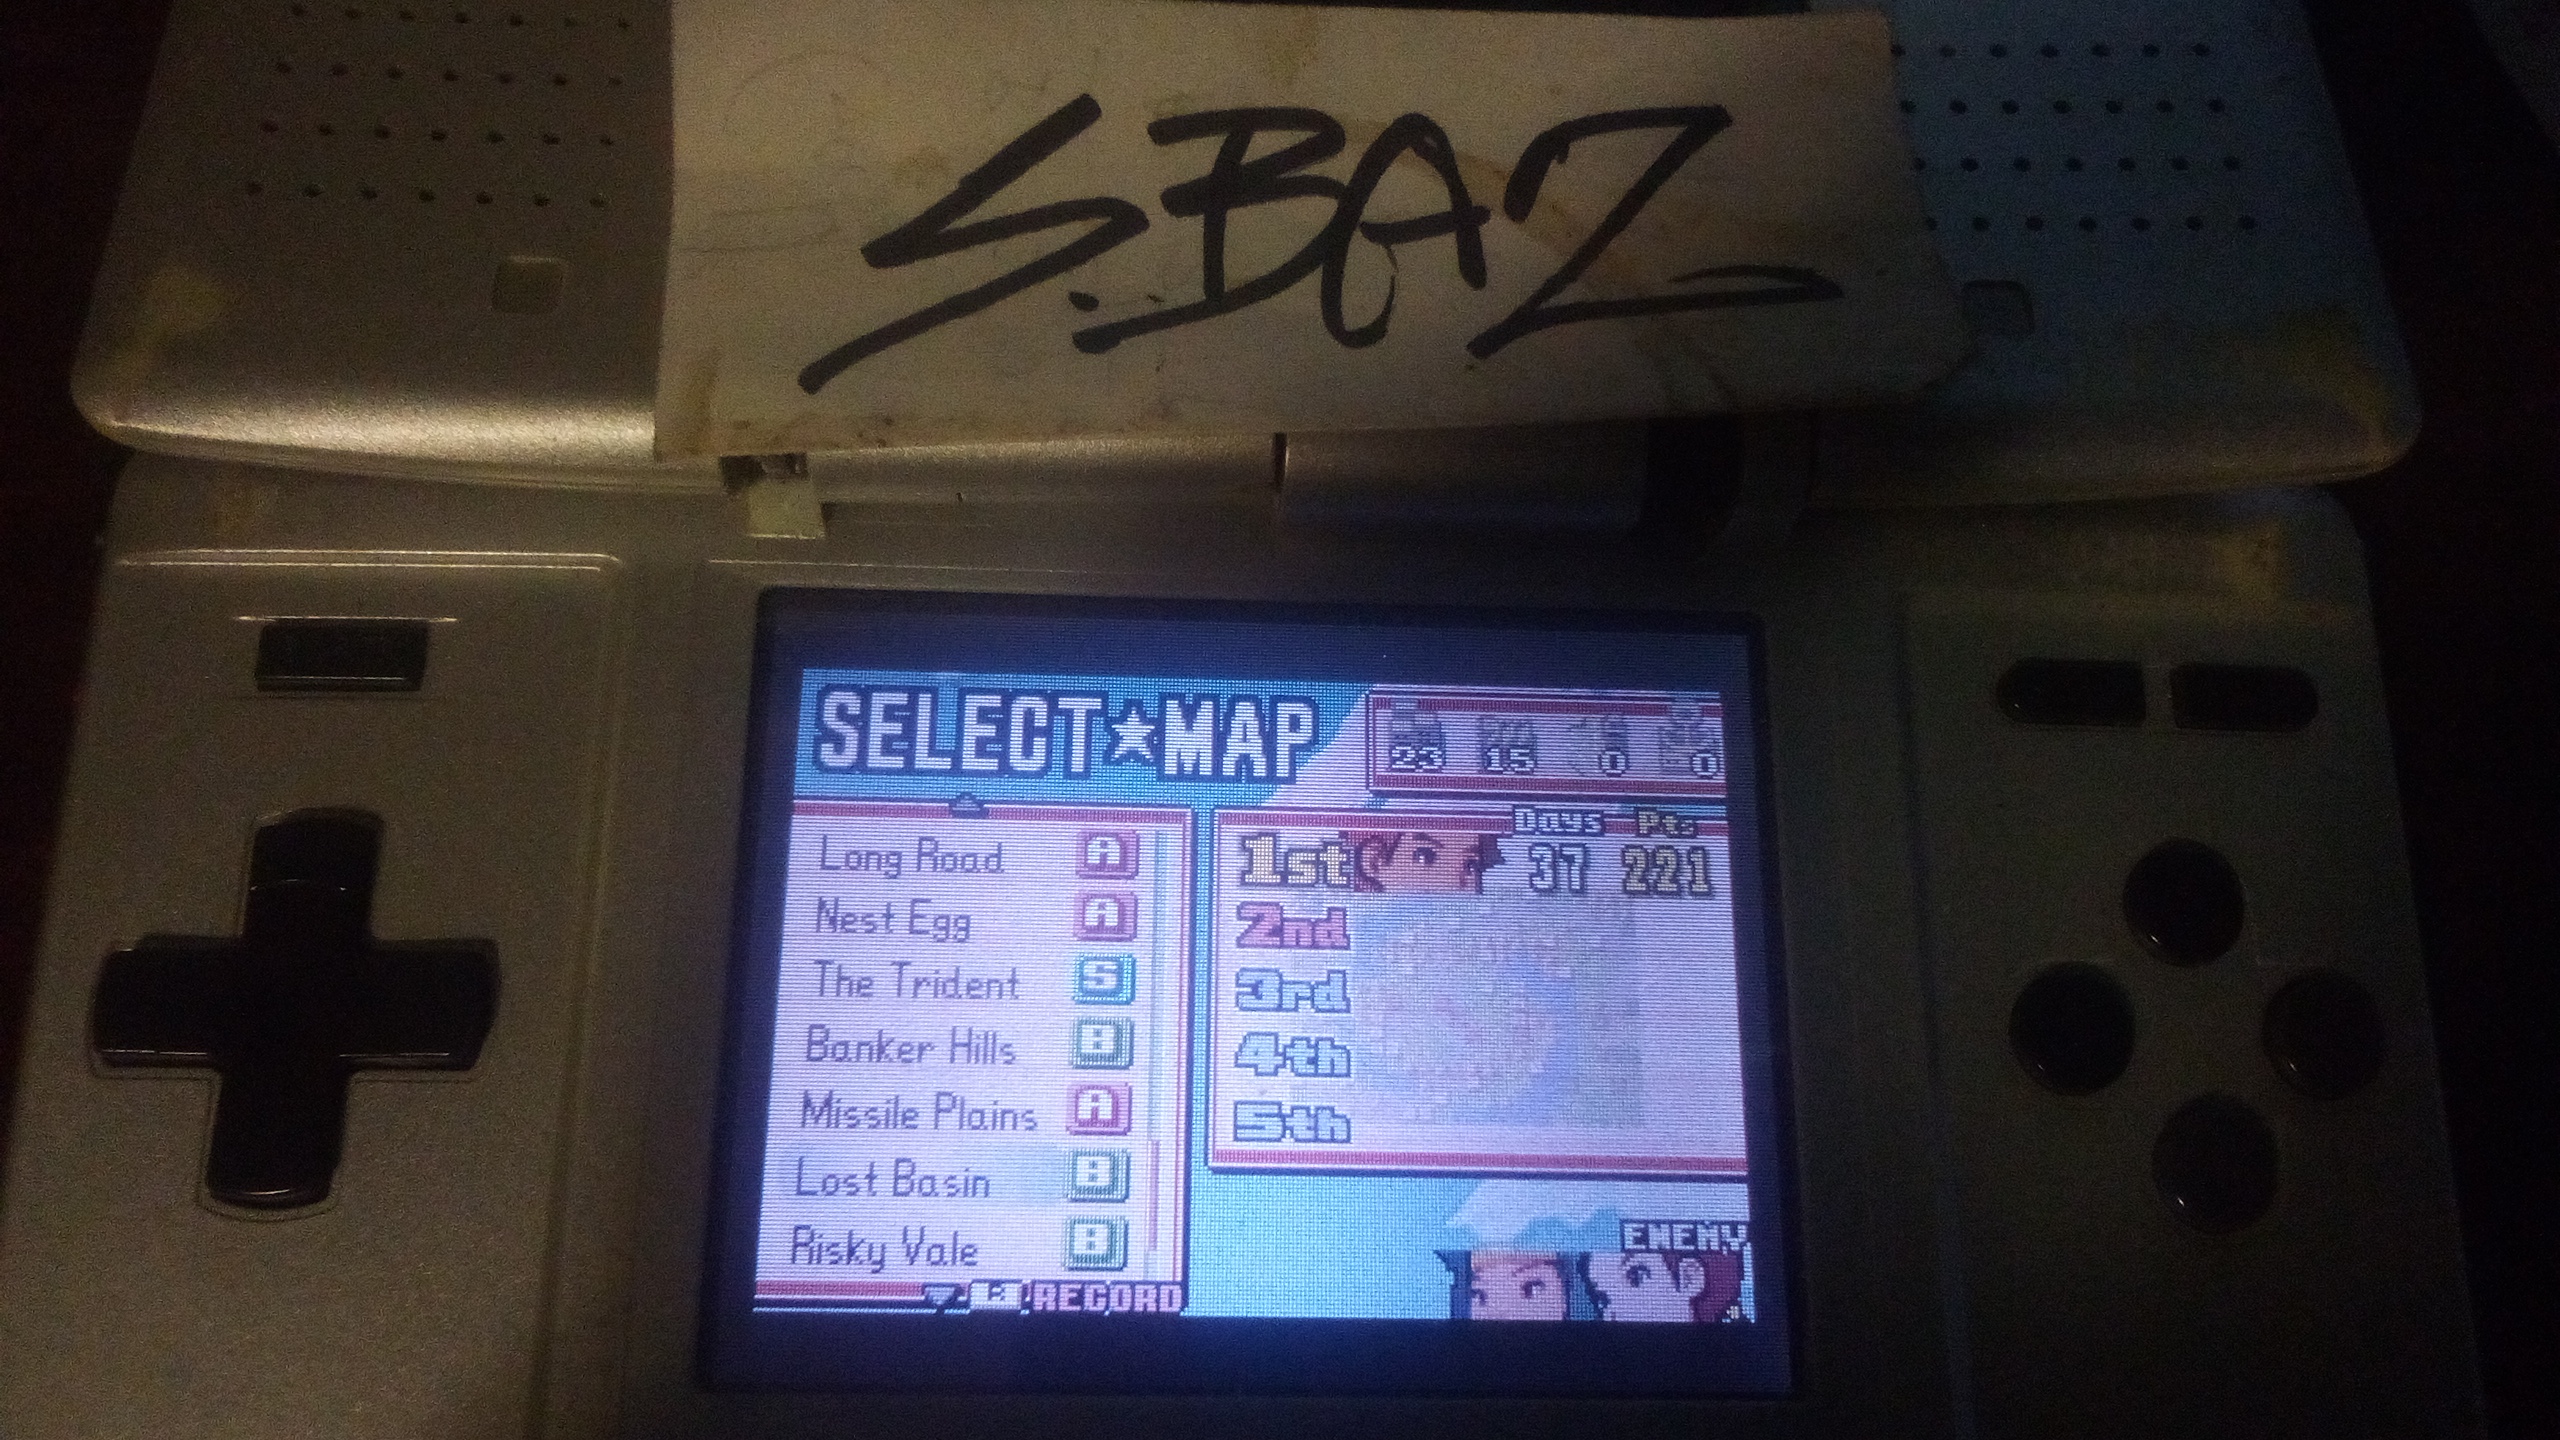 S.BAZ
SELECT★MAP
23 15 0 0
Days Pts
Long Road A
Nest Egg A
The Trident S
Banker Hills B
Missile Plains A
Lost Basin B
Risky Vale B
1st 37 221
2nd
3rd
4th
5th
ENEMY
RECORD